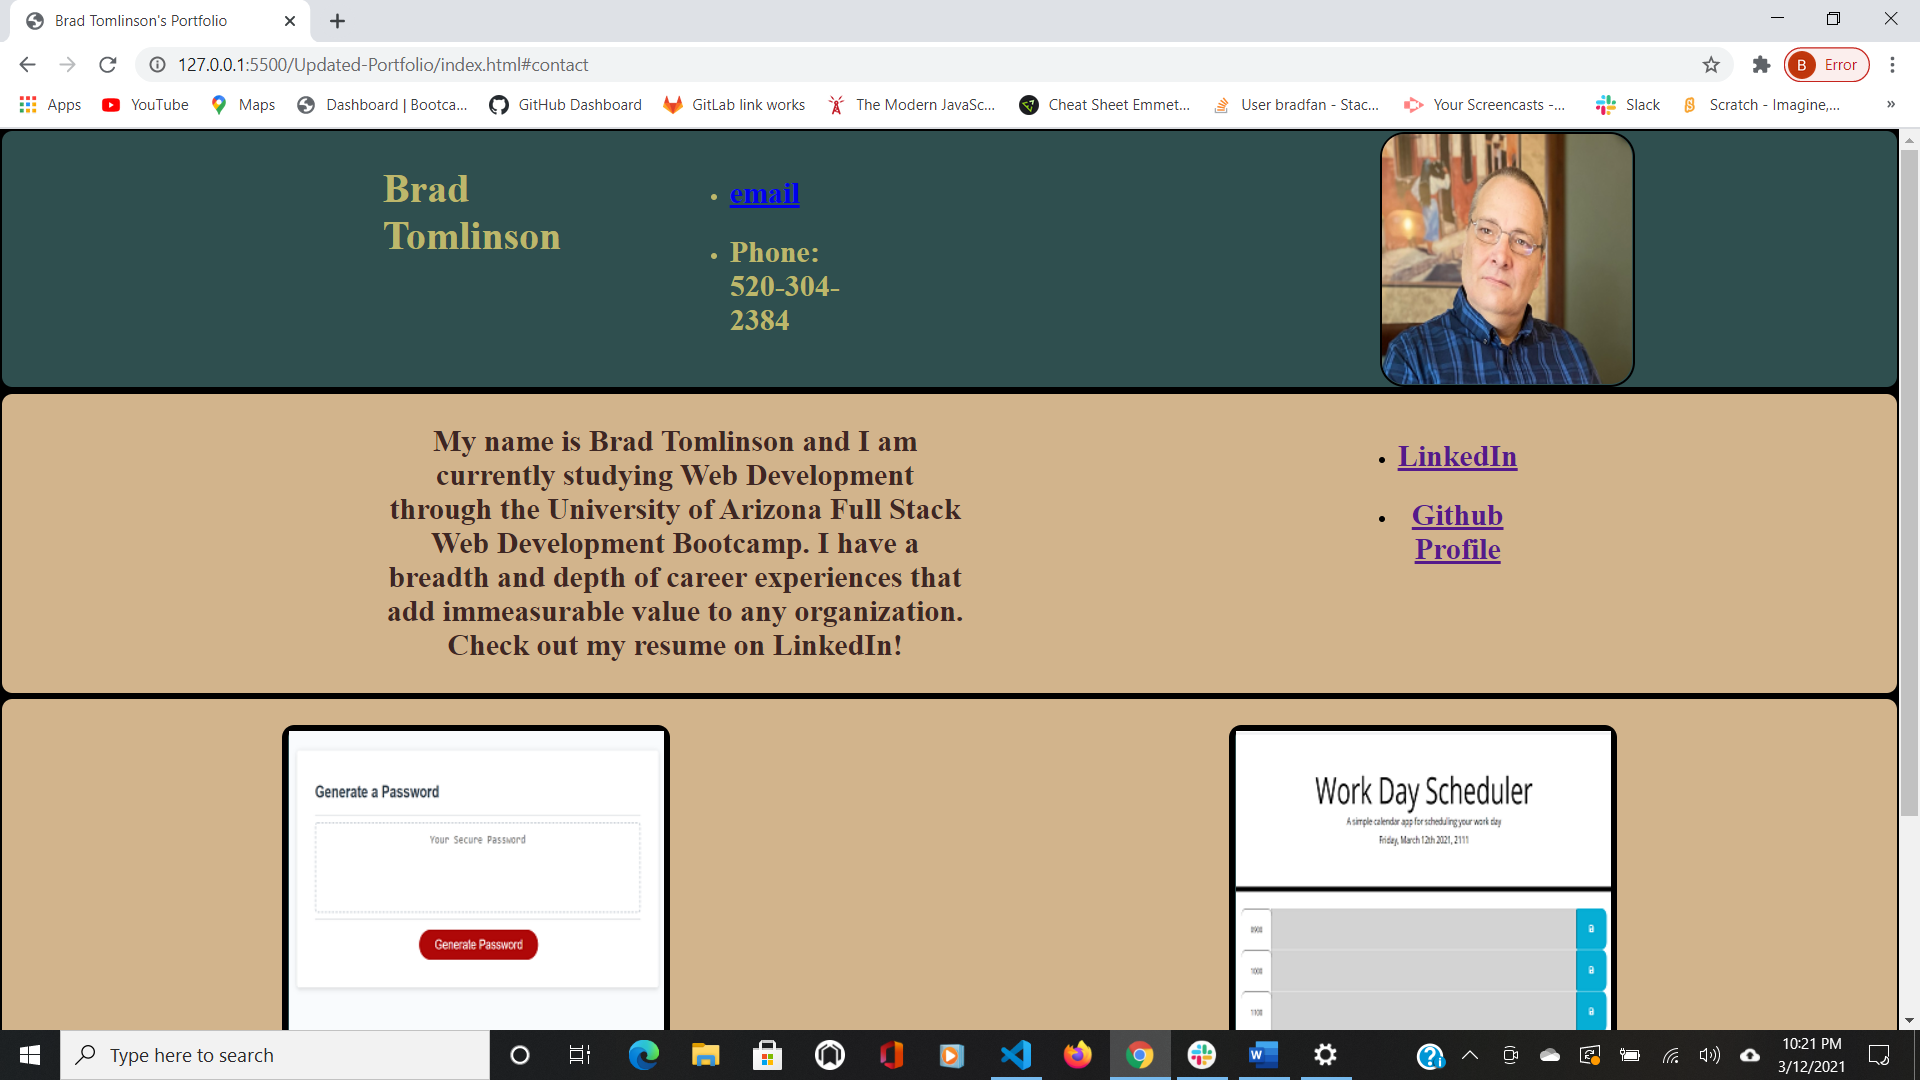 Brad Tomlinson's Portfolio
127.0.0.1:5500/Updated-Portfolio/index.html#contact
B Error
Apps YouTube Maps Dashboard | Bootca... GitHub Dashboard GitLab link works The Modern JavaSc... Cheat Sheet Emmet... User bradfan - Stac... Your Screencasts -... Slack Scratch - Imagine,... »
Brad
Tomlinson
• email
• Phone:
520-304-
2384
My name is Brad Tomlinson and I am
currently studying Web Development
through the University of Arizona Full Stack
Web Development Bootcamp. I have a
breadth and depth of career experiences that
add immeasurable value to any organization.
Check out my resume on LinkedIn!
• LinkedIn
• Github
Profile
Generate a Password
Your Secure Password
Generate Password
Work Day Scheduler
A simple calendar app for scheduling your work day
Friday, March 12th 2021, 2111
0900
1000
1100
Type here to search
10:21 PM
3/12/2021